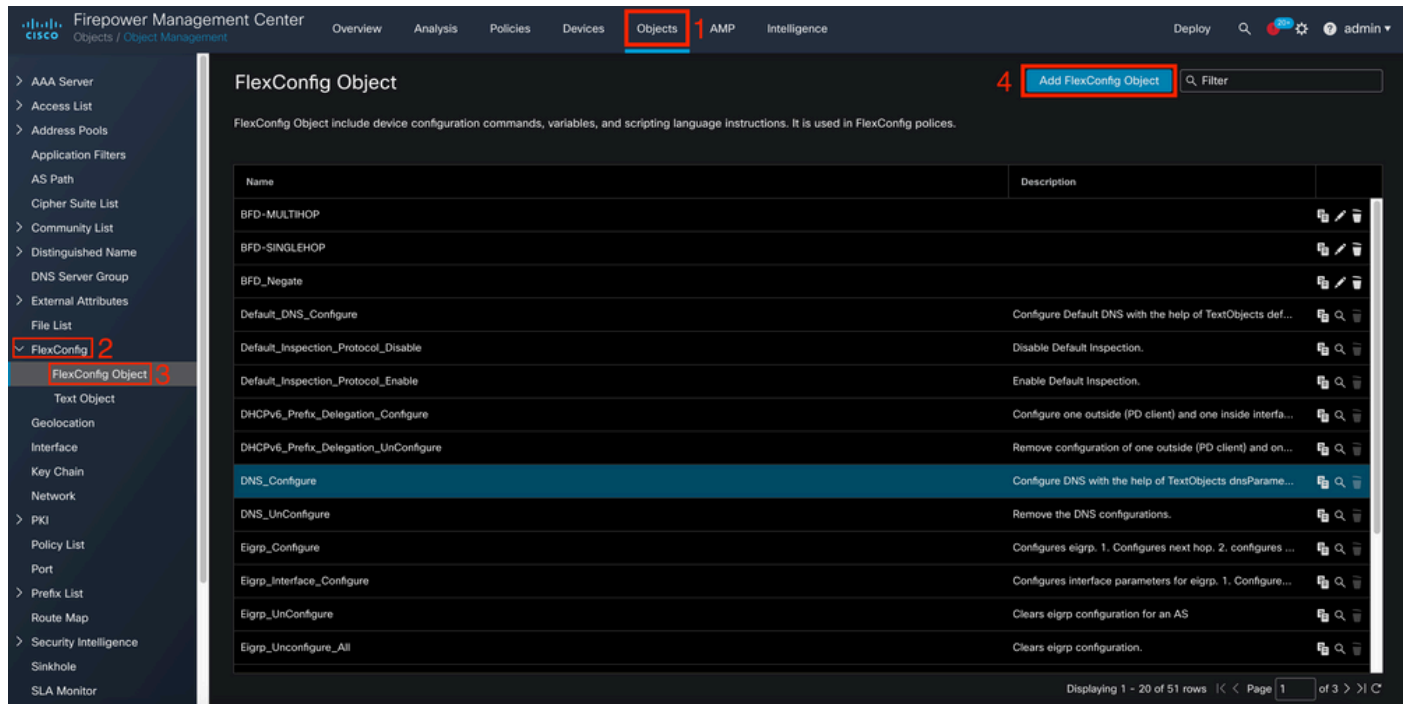 Firepower Management Center
CISCO Objects / Object Management
Overview Analysis Policies Devices Objects 1 AMP Intelligence Deploy 20+ admin
AAA Server
Access List
Address Pools
Application Filters
AS Path
Cipher Suite List
Community List
Distinguished Name
DNS Server Group
External Attributes
File List
FlexConfig 2
FlexConfig Object 3
Text Object
Geolocation
Interface
Key Chain
Network
PKI
Policy List
Port
Prefix List
Route Map
Security Intelligence
Sinkhole
SLA Monitor
FlexConfig Object 4 Add FlexConfig Object Filter
FlexConfig Object include device configuration commands, variables, and scripting language instructions. It is used in FlexConfig polices.
Name Description
BFD-MULTIHOP
BFD-SINGLEHOP
BFD_Negate
Default_DNS_Configure Configure Default DNS with the help of TextObjects def...
Default_Inspection_Protocol_Disable Disable Default Inspection.
Default_Inspection_Protocol_Enable Enable Default Inspection.
DHCPv6_Prefix_Delegation_Configure Configure one outside (PD client) and one inside interfa...
DHCPv6_Prefix_Delegation_UnConfigure Remove configuration of one outside (PD client) and on...
DNS_Configure Configure DNS with the help of TextObjects dnsParame...
DNS_UnConfigure Remove the DNS configurations.
Eigrp_Configure Configures eigrp. 1. Configures next hop. 2. configures ...
Eigrp_Interface_Configure Configures interface parameters for eigrp. 1. Configure...
Eigrp_UnConfigure Clears eigrp configuration for an AS
Eigrp_Unconfigure_All Clears eigrp configuration.
Displaying 1 - 20 of 51 rows |< < Page 1 of 3 > >|